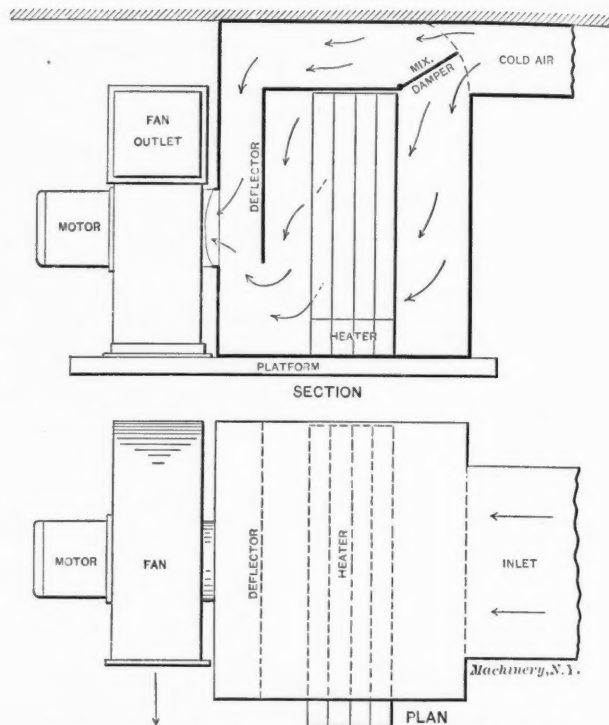 COLD AIR
MIX.
DAMPER
FAN
OUTLET
DEFLECTOR
MOTOR
HEATER
PLATFORM
SECTION
MOTOR
FAN
DEFLECTOR
HEATER
INLET
Machinery, N.Y.
PLAN